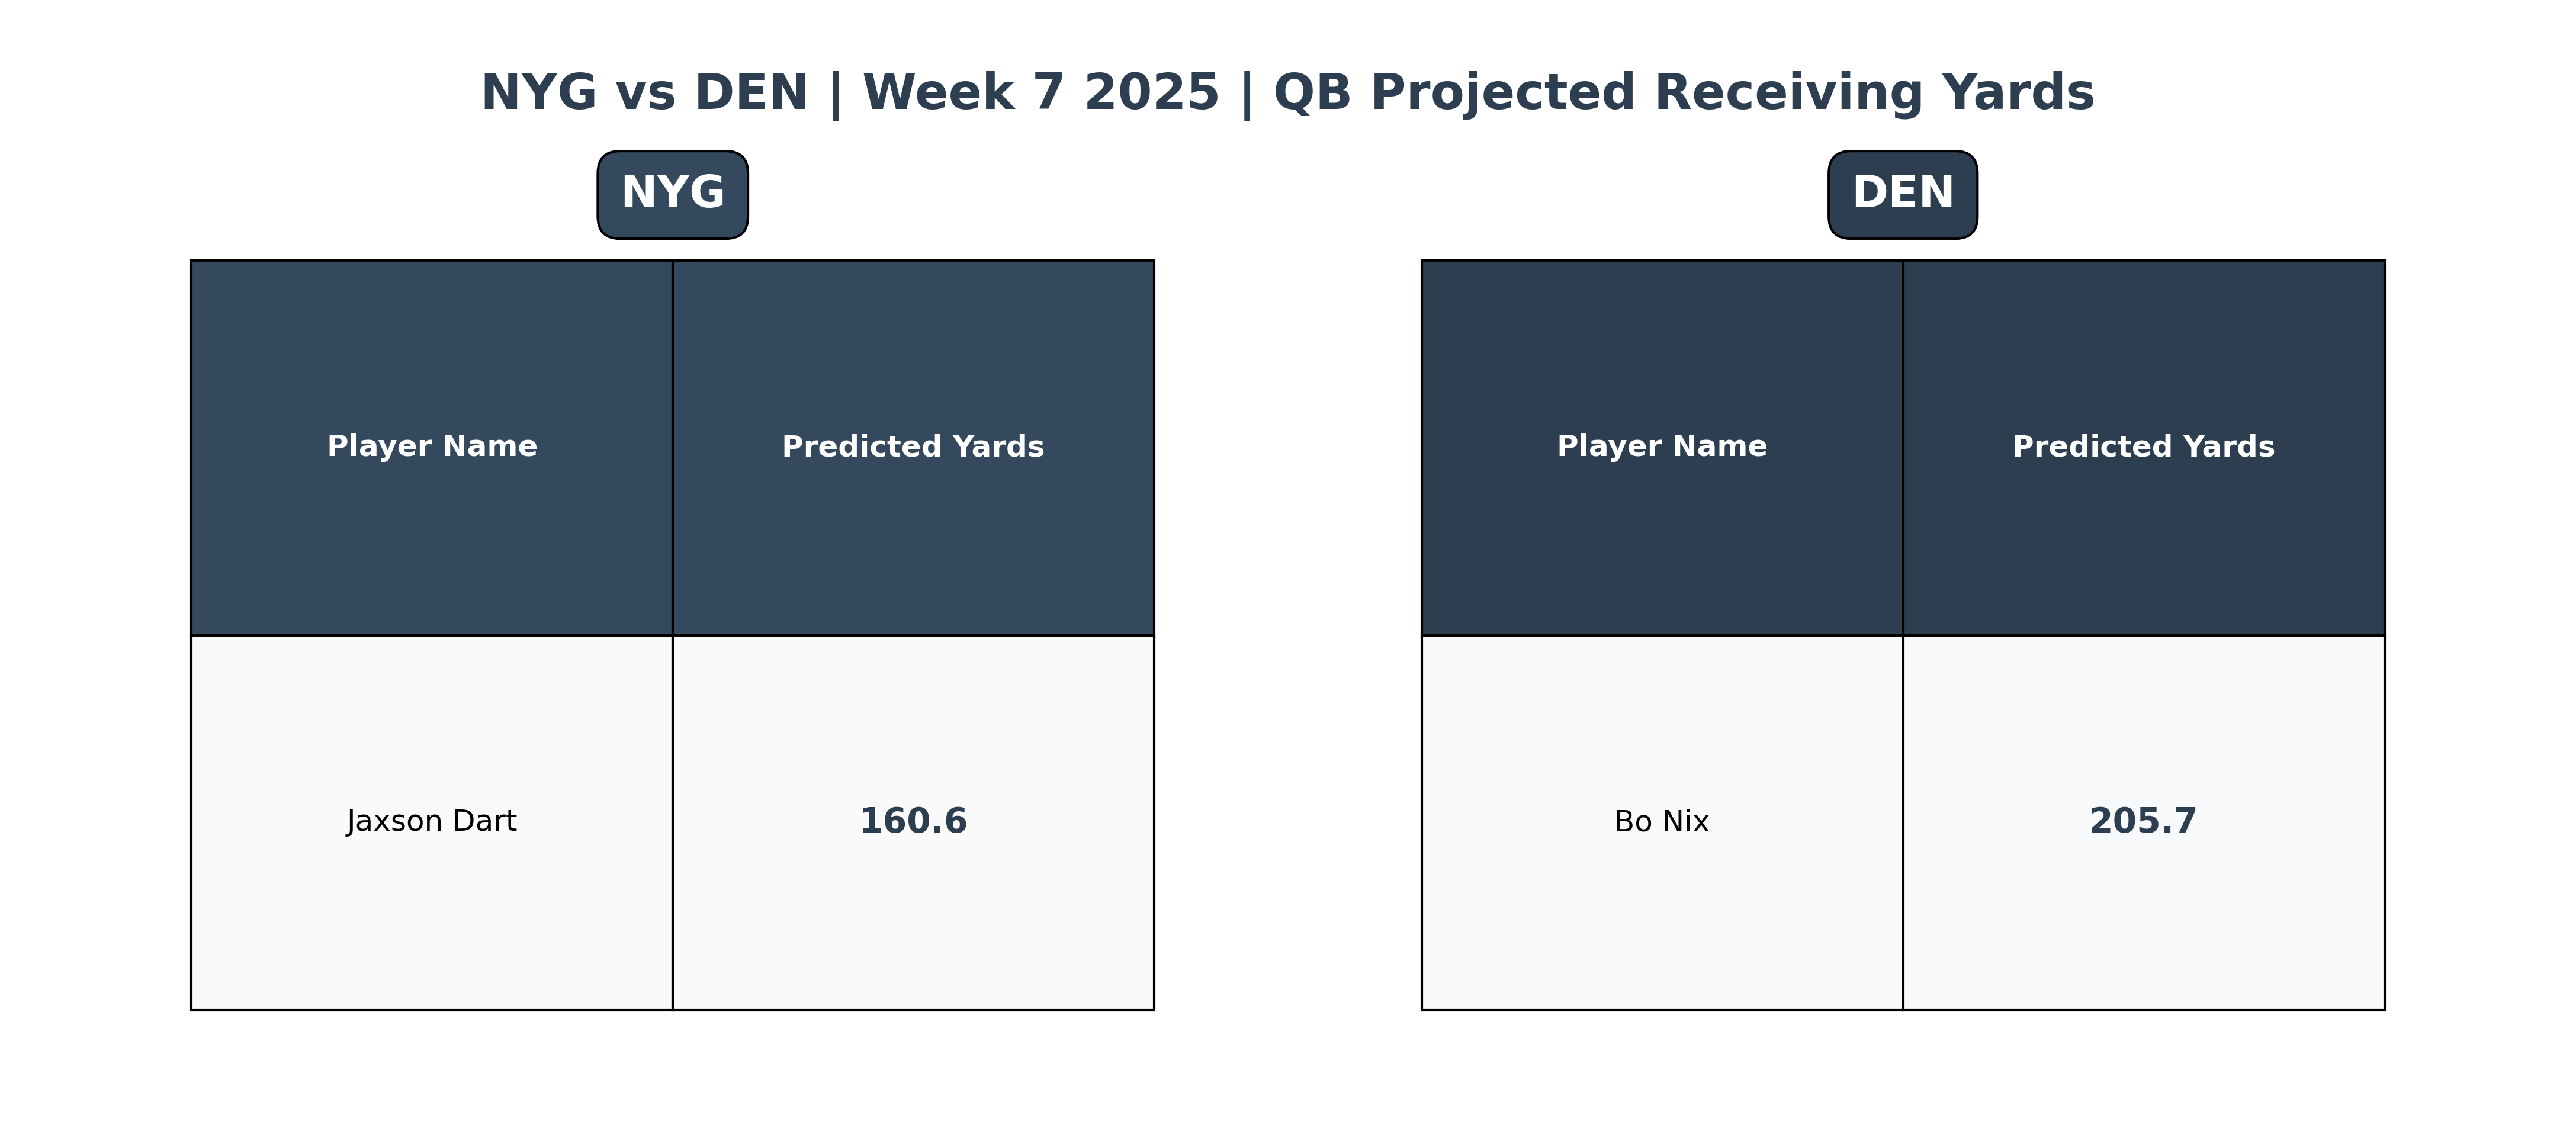 NYG vs DEN | Week 7 2025 | QB Projected Receiving Yards
NYG
Player Name Predicted Yards
Jaxson Dart 160.6
DEN
Player Name Predicted Yards
Bo Nix 205.7